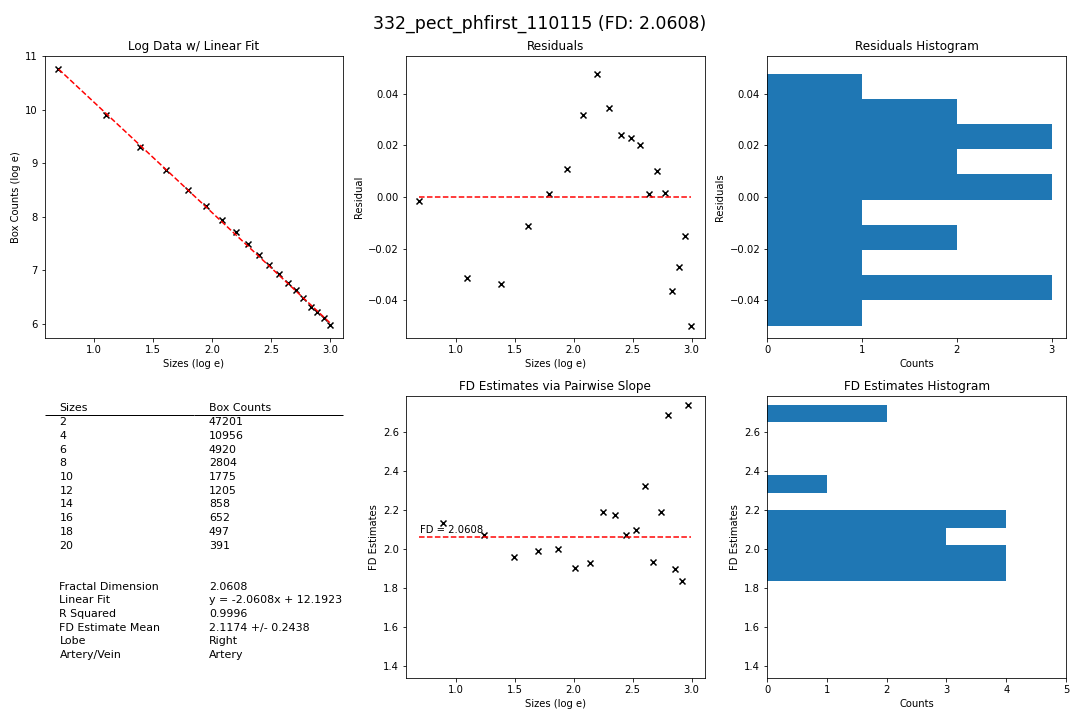 332_pect_phfirst_110115 (FD: 2.0608)
Log Data w/ Linear Fit
Box Counts (log e)
11
10
9
8
7
6
1.0 1.5 2.0 2.5 3.0
Sizes (log e)
Residuals
Residual
0.04
0.02
0.00
−0.02
−0.04
1.0 1.5 2.0 2.5 3.0
Sizes (log e)
Residuals Histogram
Residuals
0.04
0.02
0.00
−0.02
−0.04
0 1 2 3
Counts
Sizes Box Counts
2 47201
4 10956
6 4920
8 2804
10 1775
12 1205
14 858
16 652
18 497
20 391
Fractal Dimension 2.0608
Linear Fit y = -2.0608x + 12.1923
R Squared 0.9996
FD Estimate Mean 2.1174 +/- 0.2438
Lobe Right
Artery/Vein Artery
FD Estimates via Pairwise Slope
FD Estimates
2.6
2.4
2.2
2.0
1.8
1.6
1.4
FD = 2.0608
1.0 1.5 2.0 2.5 3.0
Sizes (log e)
FD Estimates Histogram
FD Estimates
2.6
2.4
2.2
2.0
1.8
1.6
1.4
0 1 2 3 4 5
Counts